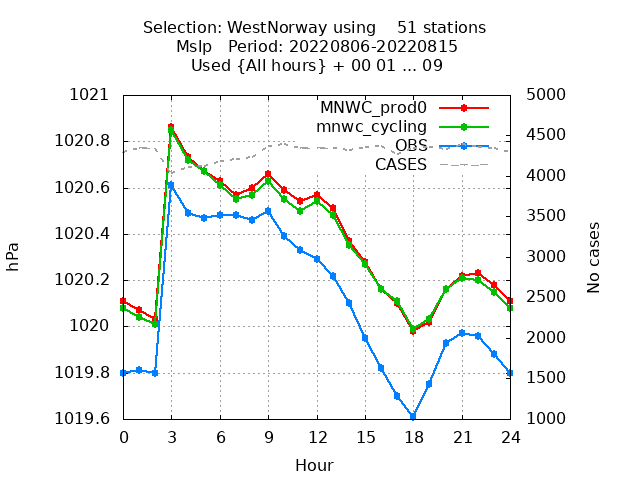 Selection: WestNorway using    51 stations
Mslp   Period: 20220806-20220815
Used {All hours} + 00 01 ... 09
1021
1020.8
1020.6
1020.4
1020.2
1020
1019.8
1019.6
hPa
MNWC_prod0
mnwc_cycling
OBS
CASES
5000
4500
4000
3500
3000
2500
2000
1500
1000
No cases
0 3 6 9 12 15 18 21 24
Hour